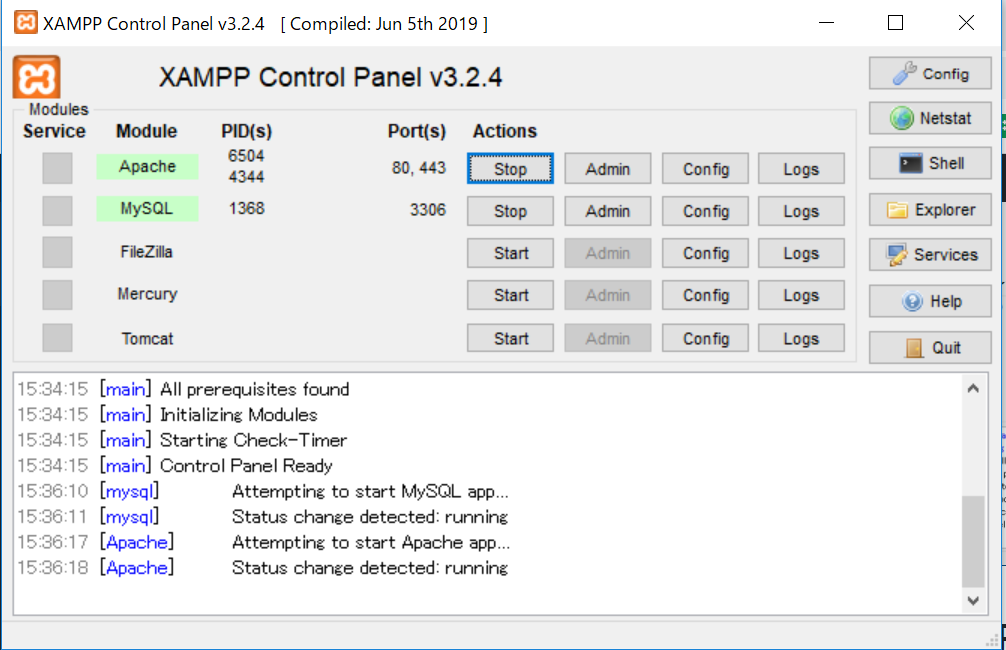 XAMPP Control Panel v3.2.4 [ Compiled: Jun 5th 2019 ]
XAMPP Control Panel v3.2.4
Config
Modules
Service Module PID(s) Port(s) Actions
Netstat
Apache 6504 4344 80, 443 Stop Admin Config Logs
Shell
MySQL 1368 3306 Stop Admin Config Logs
Explorer
FileZilla Start Admin Config Logs
Services
Mercury Start Admin Config Logs
Help
Tomcat Start Admin Config Logs
Quit
15:34:15 [main] All prerequisites found
15:34:15 [main] Initializing Modules
15:34:15 [main] Starting Check-Timer
15:34:15 [main] Control Panel Ready
15:36:10 [mysql] Attempting to start MySQL app...
15:36:11 [mysql] Status change detected: running
15:36:17 [Apache] Attempting to start Apache app...
15:36:18 [Apache] Status change detected: running